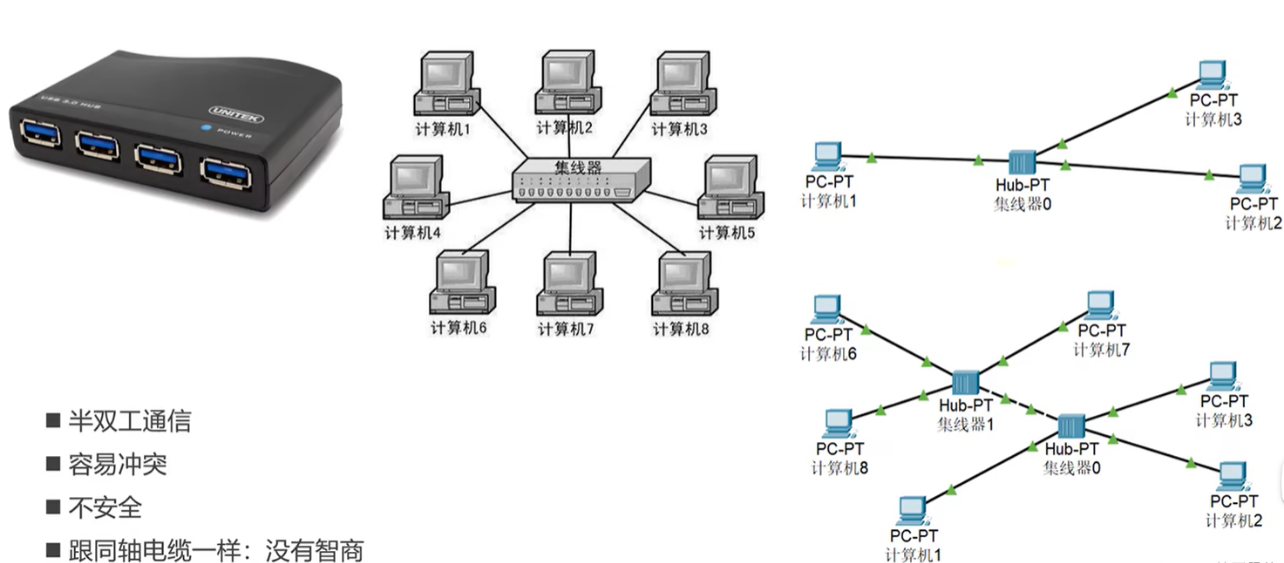 USB 3.0 HUB
UNITEK
POWER
计算机1
计算机2
计算机3
集线器
计算机4
计算机5
计算机6
计算机7
计算机8
PC-PT
计算机3
PC-PT
计算机1
Hub-PT
集线器0
PC-PT
计算机2
PC-PT
计算机6
PC-PT
计算机7
Hub-PT
集线器1
PC-PT
计算机3
PC-PT
计算机8
Hub-PT
集线器0
PC-PT
计算机2
PC-PT
计算机1
■ 半双工通信
■ 容易冲突
■ 不安全
■ 跟同轴电缆一样：没有智商